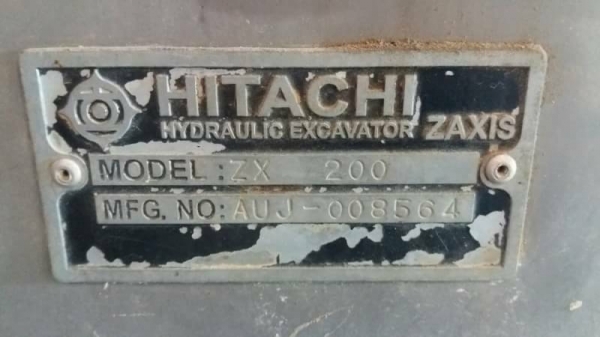 HITACHI
HYDRAULIC EXCAVATOR ZAXIS
MODEL :ZX 200
MFG. NO: AUJ-008564